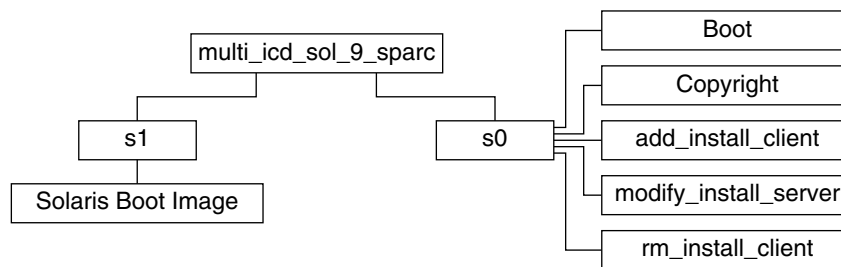 multi_icd_sol_9_sparc
s1
Solaris Boot Image
s0
Boot
Copyright
add_install_client
modify_install_server
rm_install_client